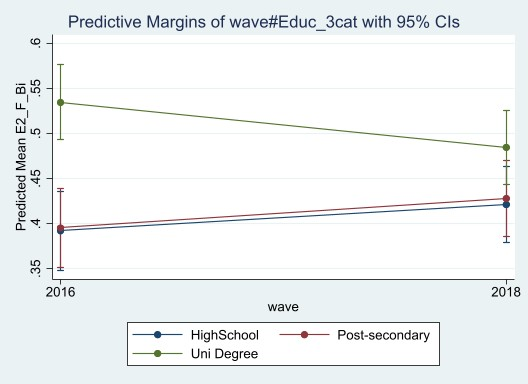 Predictive Margins of wave#Educ_3cat with 95% CIs
Predicted Mean E2_F_Bi
.6
.55
.5
.45
.4
.35
2016
2018
wave
HighSchool
Post-secondary
Uni Degree